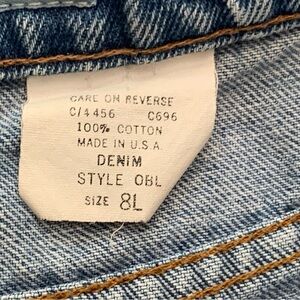 CARE ON REVERSE
C/4456 C696
100% COTTON
MADE IN U.S.A.
DENIM
STYLE OBL
SIZE 8L